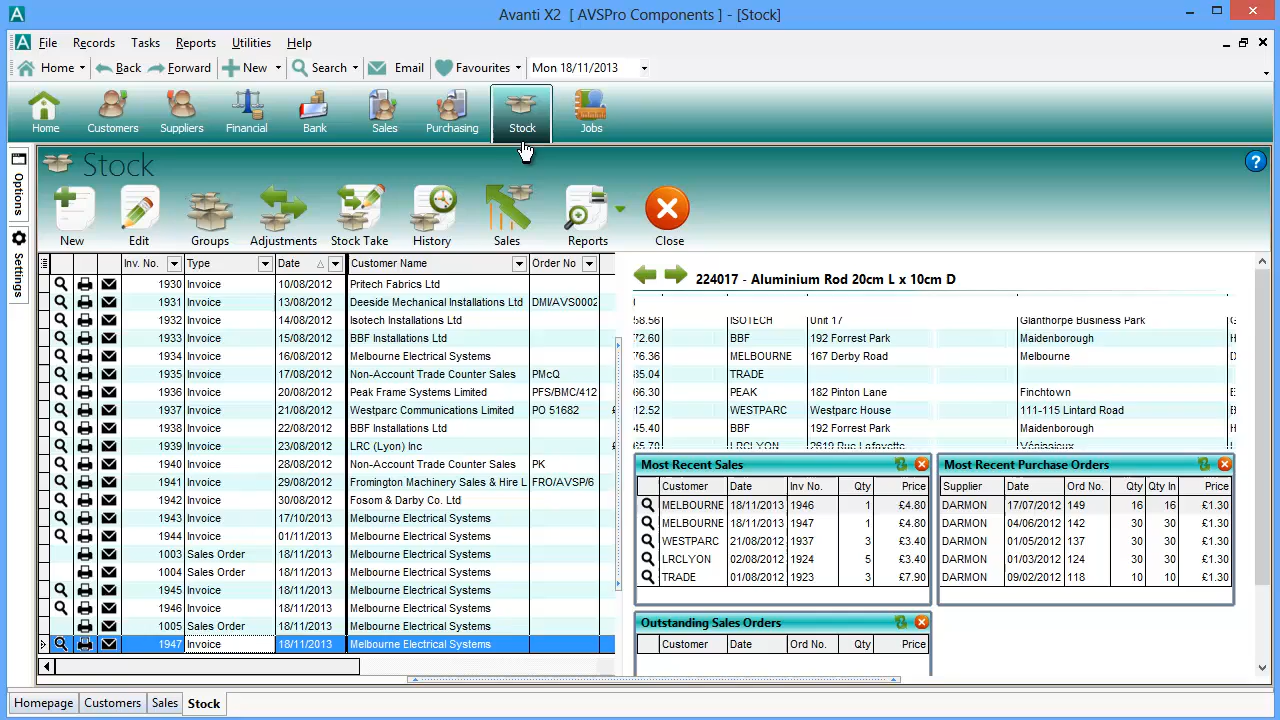 Avanti X2 [ AVSPro Components ] - [Stock]
File Records Tasks Reports Utilities Help
Home Back Forward New Search Email Favourites Mon 18/11/2013
Home Customers Suppliers Financial Bank Sales Purchasing Stock Jobs
Options
Settings
Stock
New Edit Groups Adjustments Stock Take History Sales Reports Close
Inv. No. Type Date Customer Name Order No
1930 Invoice 10/08/2012 Pritech Fabrics Ltd
1931 Invoice 13/08/2012 Deeside Mechanical Installations Ltd DMI/AVS0002
1932 Invoice 14/08/2012 Isotech Installations Ltd
1933 Invoice 15/08/2012 BBF Installations Ltd
1934 Invoice 16/08/2012 Melbourne Electrical Systems
1935 Invoice 17/08/2012 Non-Account Trade Counter Sales PMcQ
1936 Invoice 20/08/2012 Peak Frame Systems Limited PFS/BMC/412
1937 Invoice 21/08/2012 Westparc Communications Limited PO 51682 £
1938 Invoice 22/08/2012 BBF Installations Ltd
1939 Invoice 23/08/2012 LRC (Lyon) Inc
1940 Invoice 28/08/2012 Non-Account Trade Counter Sales PK
1941 Invoice 29/08/2012 Fromington Machinery Sales & Hire L FRO/AVSP/6
1942 Invoice 30/08/2012 Fosom & Darby Co. Ltd
1943 Invoice 17/10/2013 Melbourne Electrical Systems
1944 Invoice 01/11/2013 Melbourne Electrical Systems
1003 Sales Order 18/11/2013 Melbourne Electrical Systems
1004 Sales Order 18/11/2013 Melbourne Electrical Systems
1945 Invoice 18/11/2013 Melbourne Electrical Systems
1946 Invoice 18/11/2013 Melbourne Electrical Systems
1005 Sales Order 18/11/2013 Melbourne Electrical Systems
1947 Invoice 18/11/2013 Melbourne Electrical Systems
224017 - Aluminium Rod 20cm L x 10cm D
58.56 ISOTECH Unit 17 Glanthorpe Business Park
72.60 BBF 192 Forrest Park Maidenborough
76.36 MELBOURNE 167 Derby Road Melbourne
35.04 TRADE
66.30 PEAK 182 Pinton Lane Finchtown
12.52 WESTPARC Westparc House 111-115 Lintard Road
45.40 BBF 192 Forrest Park Maidenborough
65.70 LRCLYON 2619 Rue Lafayette
Most Recent Sales
Customer Date Inv No. Qty Price
MELBOURNE 18/11/2013 1946 1 £4.80
MELBOURNE 18/11/2013 1947 1 £4.80
WESTPARC 21/08/2012 1937 3 £3.40
LRCLYON 02/08/2012 1924 5 £3.40
TRADE 01/08/2012 1923 3 £7.90
Most Recent Purchase Orders
Supplier Date Ord No. Qty Qty In Price
DARMON 17/07/2012 149 16 16 £1.30
DARMON 04/06/2012 142 30 30 £1.30
DARMON 01/05/2012 137 30 30 £1.30
DARMON 01/03/2012 124 30 30 £1.30
DARMON 09/02/2012 118 10 10 £1.30
Outstanding Sales Orders
Customer Date Ord No. Qty Price
Homepage Customers Sales Stock